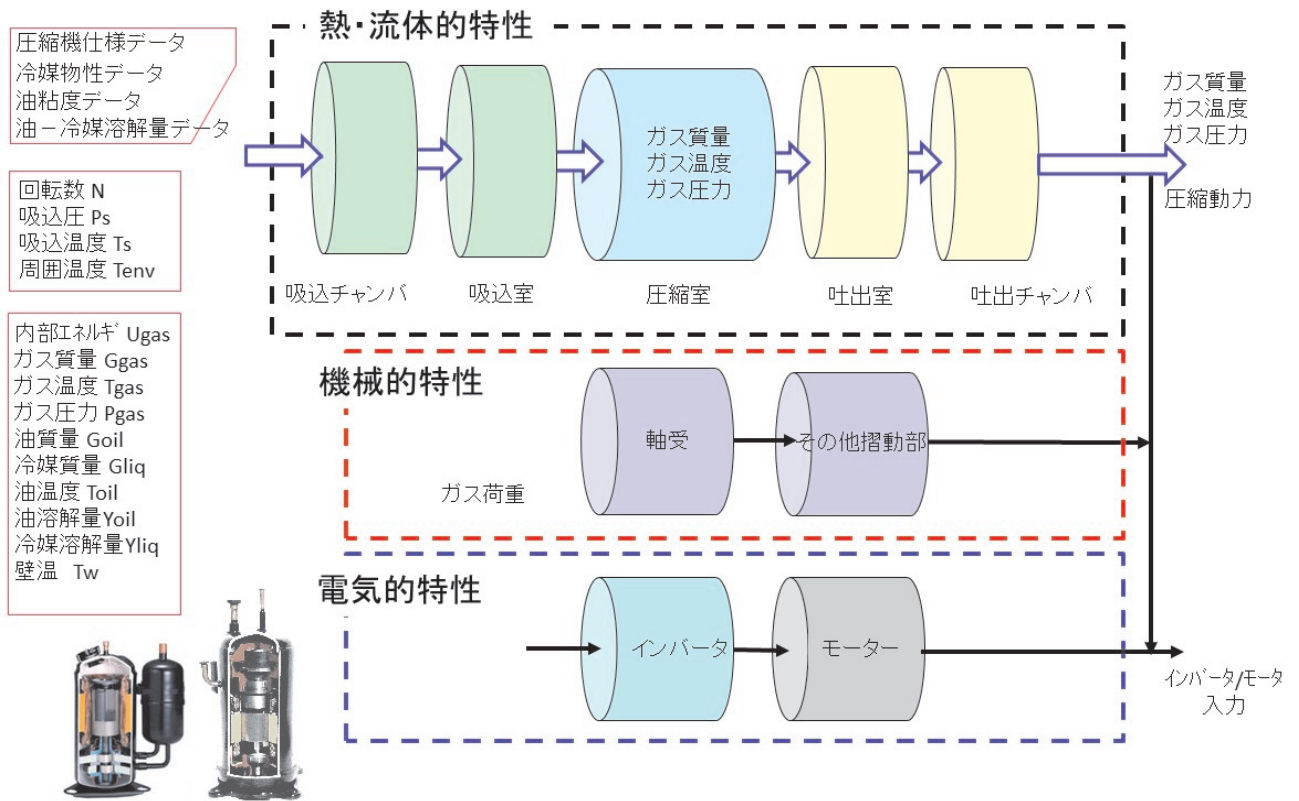 圧縮機仕様データ
冷媒物性データ
油粘度データ
油－冷媒溶解量データ
回転数 N
吸込圧 Ps
吸込温度 Ts
周囲温度 Tenv
内部エネルギ Ugas
ガス質量 Ggas
ガス温度 Tgas
ガス圧力 Pgas
油質量 Goil
冷媒質量 Gliq
油温度 Toil
油溶解量Yoil
冷媒溶解量Yliq
壁温 Tw
熱・流体的特性
ガス質量
ガス温度
ガス圧力
吸込チャンバ
吸込室
圧縮室
吐出室
吐出チャンバ
ガス質量
ガス温度
ガス圧力
圧縮動力
機械的特性
軸受
その他摺動部
ガス荷重
電気的特性
インバータ
モーター
インバータ/モータ
入力